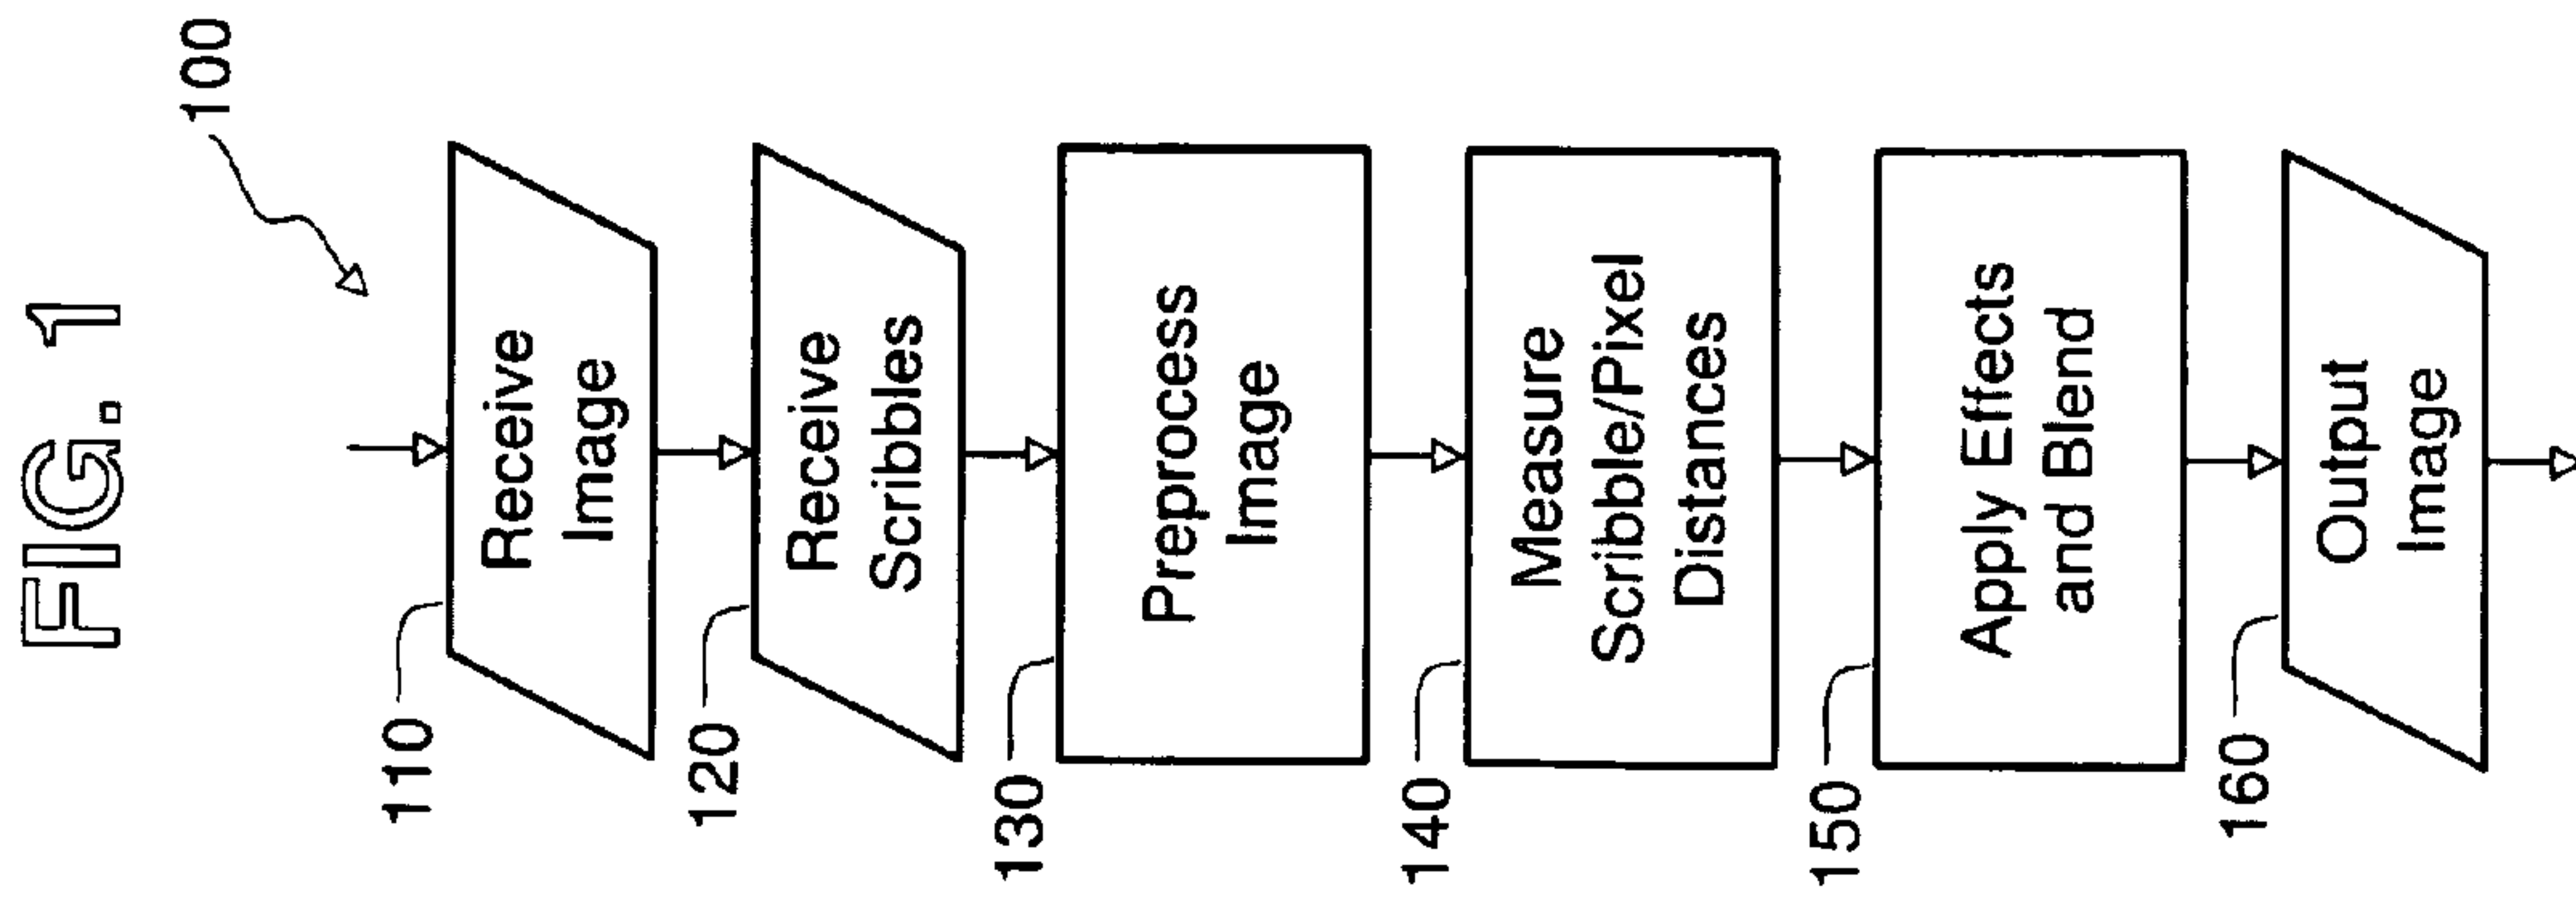 FIG. 1
100
110
Receive
Image
120
Receive
Scribbles
130
Preprocess
Image
140
Measure
Scribble/Pixel
Distances
150
Apply Effects
and Blend
160
Output
Image